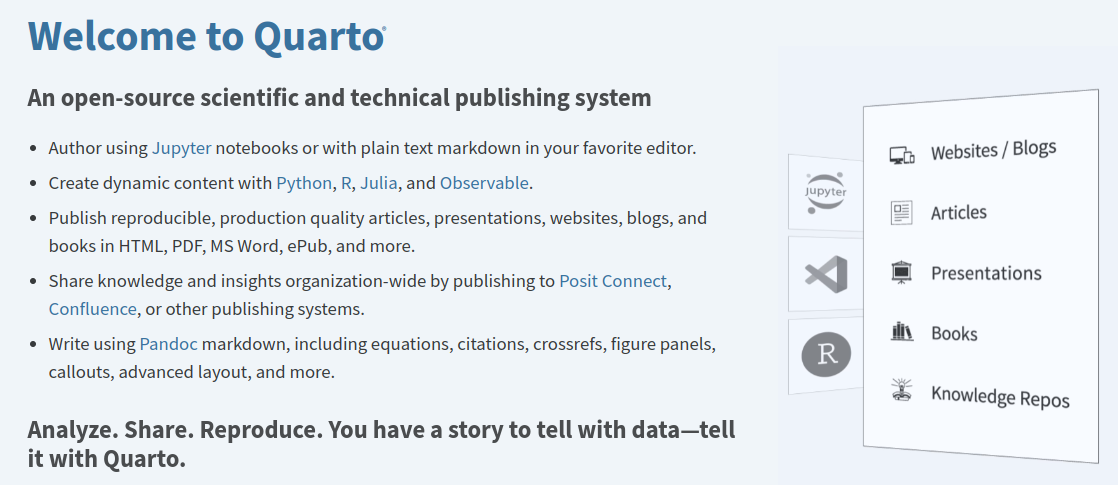 Welcome to Quarto®
An open-source scientific and technical publishing system
• Author using Jupyter notebooks or with plain text markdown in your favorite editor.
• Create dynamic content with Python, R, Julia, and Observable.
• Publish reproducible, production quality articles, presentations, websites, blogs, and
books in HTML, PDF, MS Word, ePub, and more.
• Share knowledge and insights organization-wide by publishing to Posit Connect,
Confluence, or other publishing systems.
• Write using Pandoc markdown, including equations, citations, crossrefs, figure panels,
callouts, advanced layout, and more.
Analyze. Share. Reproduce. You have a story to tell with data—tell
it with Quarto.
Jupyter
R
Websites / Blogs
Articles
Presentations
Books
Knowledge Repos